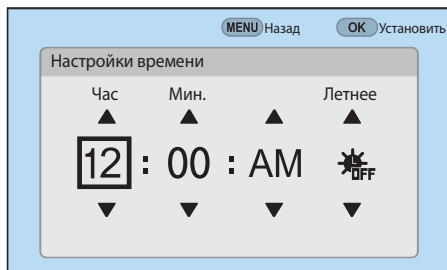 MENU Назад OK Установить
Настройки времени
Час Мин. Летнее
12 : 00 : AM OFF